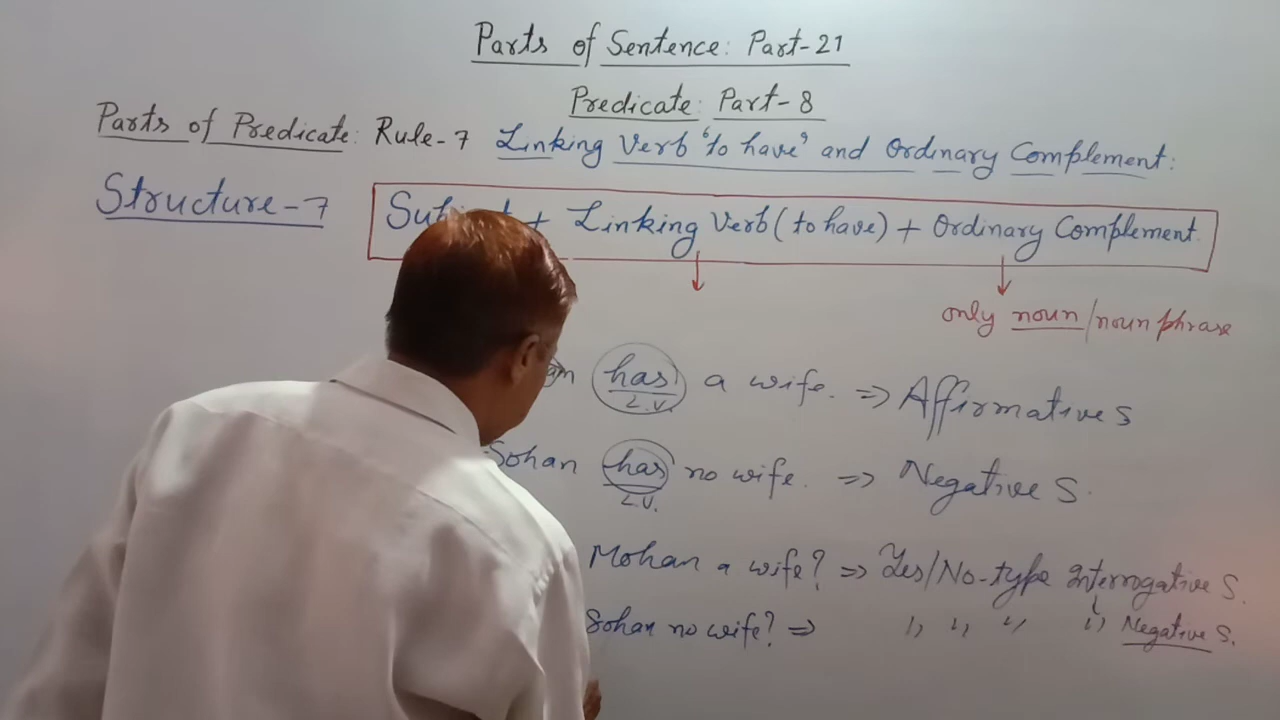 Parts of Sentence: Part-21
Predicate: Part-8
Parts of Predicate: Rule-7 Linking Verb 'to have' and Ordinary Complement:
Structure-7 + Linking Verb (to have) + Ordinary Complement.
only noun/noun phrase
has a wife. => Affirmative S
L.V.
Sohan has no wife. => Negative S.
L.V.
Mohan a wife? => Yes/No-type Interrogative S.
Sohan no wife? => ,, ,, ,, ,, Negative S.